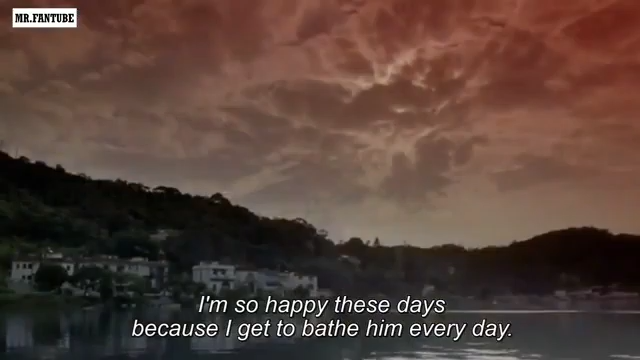 MR.FANTUBE
I'm so happy these days
because I get to bathe him every day.